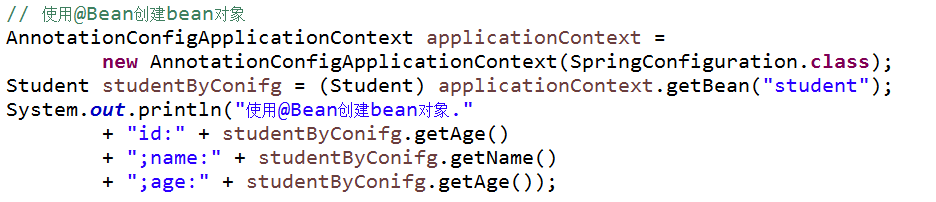 // 使用@Bean创建bean对象
AnnotationConfigApplicationContext applicationContext =
new AnnotationConfigApplicationContext(SpringConfiguration.class);
Student studentByConifg = (Student) applicationContext.getBean("student");
System.out.println("使用@Bean创建bean对象."
+ "id:" + studentByConifg.getAge()
+ ";name:" + studentByConifg.getName()
+ ";age:" + studentByConifg.getAge());